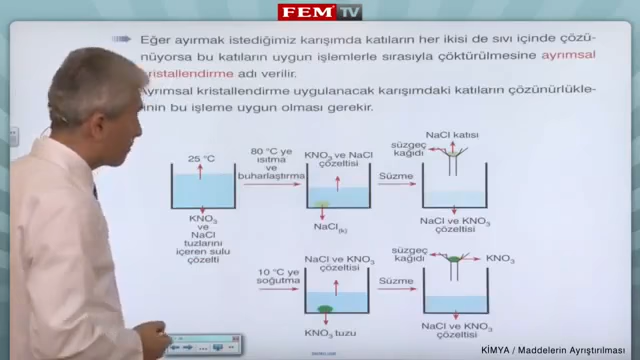 FEM TV
Eğer ayırmak istediğimiz karışımda katıların her ikisi de sıvı içinde çözü-
nüyorsa bu katıların uygun işlemlerle sırasıyla çöktürülmesine ayrımsal
kristallendirme adı verilir.
Ayrımsal kristallendirme uygulanacak karışımdaki katıların çözünürlükle-
rinin bu işleme uygun olması gerekir.
25 °C
KNO3
ve
NaCl
tuzlarını
içeren sulu
çözelti
80 °C ye
ısıtma
ve
buharlaştırma
KNO3 ve NaCl
çözeltisi
NaCl(k)
Süzme
NaCl katısı
süzgeç
kağıdı
NaCl ve KNO3
çözeltisi
10 °C ye
soğutma
NaCl ve KNO3
çözeltisi
KNO3 tuzu
Süzme
süzgeç
kağıdı
KNO3
NaCl ve KNO3
çözeltisi
KİMYA / Maddelerin Ayrıştırılması